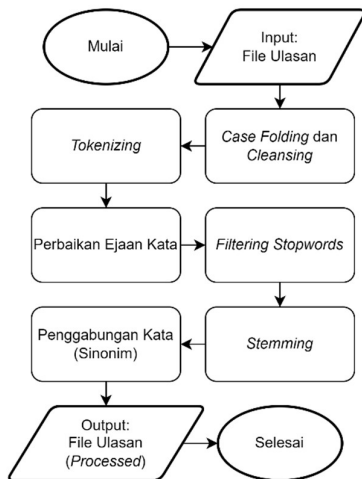 Mulai
Input:
File Ulasan
Case Folding dan
Cleansing
Tokenizing
Perbaikan Ejaan Kata
Filtering Stopwords
Stemming
Penggabungan Kata
(Sinonim)
Output:
File Ulasan
(Processed)
Selesai